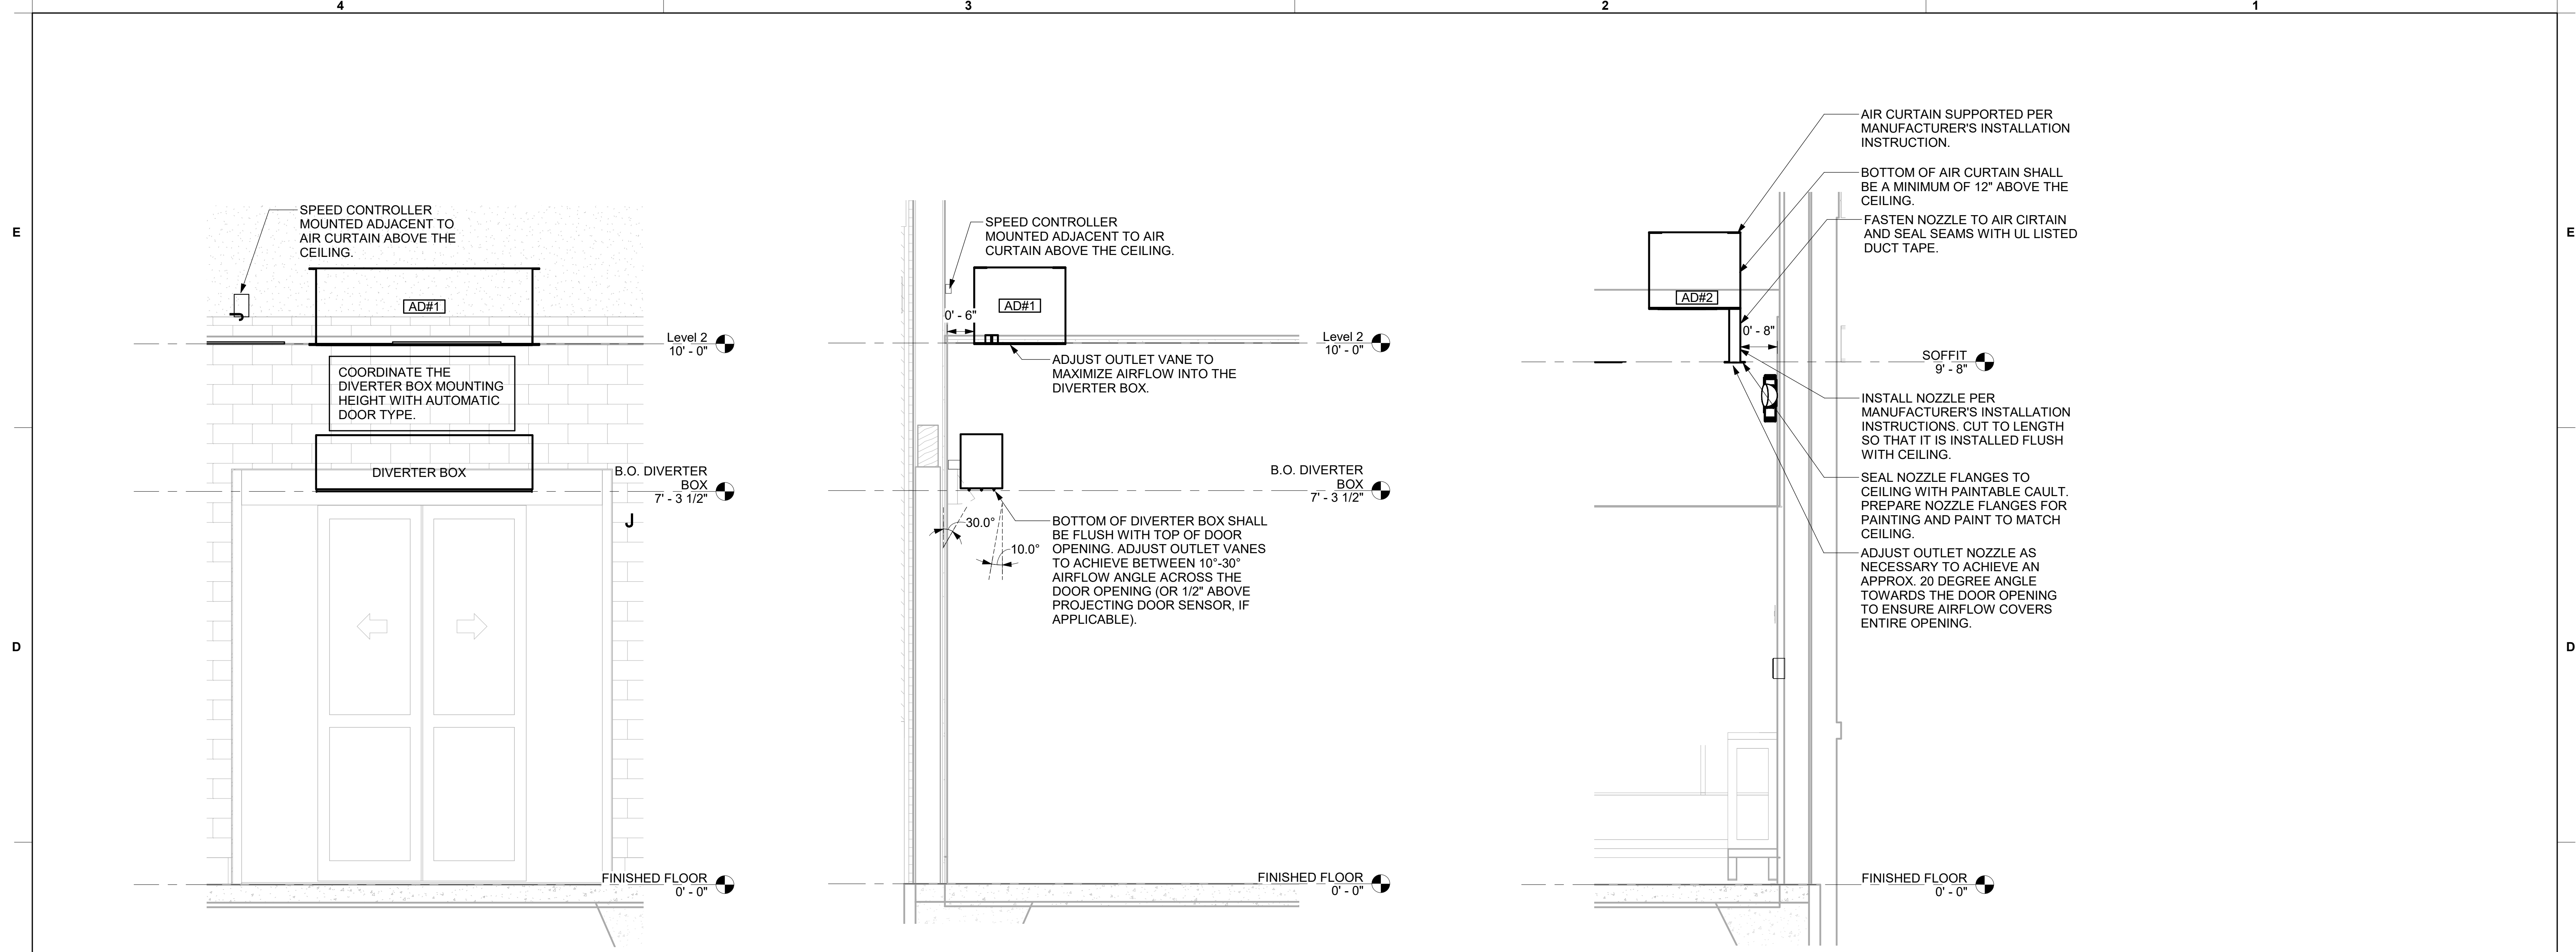 4
3
2
1
E
E
D
D
SPEED CONTROLLER
MOUNTED ADJACENT TO
AIR CURTAIN ABOVE THE
CEILING.
AD#1
J
Level 2
10' - 0"
COORDINATE THE
DIVERTER BOX MOUNTING
HEIGHT WITH AUTOMATIC
DOOR TYPE.
DIVERTER BOX
B.O. DIVERTER
BOX
7' - 3 1/2"
J
FINISHED FLOOR
0' - 0"
SPEED CONTROLLER
MOUNTED ADJACENT TO AIR
CURTAIN ABOVE THE CEILING.
AD#1
0' - 6"
Level 2
10' - 0"
ADJUST OUTLET VANE TO
MAXIMIZE AIRFLOW INTO THE
DIVERTER BOX.
B.O. DIVERTER
BOX
7' - 3 1/2"
30.0°
10.0°
BOTTOM OF DIVERTER BOX SHALL
BE FLUSH WITH TOP OF DOOR
OPENING. ADJUST OUTLET VANES
TO ACHIEVE BETWEEN 10°-30°
AIRFLOW ANGLE ACROSS THE
DOOR OPENING (OR 1/2" ABOVE
PROJECTING DOOR SENSOR, IF
APPLICABLE).
FINISHED FLOOR
0' - 0"
AIR CURTAIN SUPPORTED PER
MANUFACTURER'S INSTALLATION
INSTRUCTION.
BOTTOM OF AIR CURTAIN SHALL
BE A MINIMUM OF 12" ABOVE THE
CEILING.
FASTEN NOZZLE TO AIR CIRTAIN
AND SEAL SEAMS WITH UL LISTED
DUCT TAPE.
AD#2
0' - 8"
SOFFIT
9' - 8"
INSTALL NOZZLE PER
MANUFACTURER'S INSTALLATION
INSTRUCTIONS. CUT TO LENGTH
SO THAT IT IS INSTALLED FLUSH
WITH CEILING.
SEAL NOZZLE FLANGES TO
CEILING WITH PAINTABLE CAULT.
PREPARE NOZZLE FLANGES FOR
PAINTING AND PAINT TO MATCH
CEILING.
ADJUST OUTLET NOZZLE AS
NECESSARY TO ACHIEVE AN
APPROX. 20 DEGREE ANGLE
TOWARDS THE DOOR OPENING
TO ENSURE AIRFLOW COVERS
ENTIRE OPENING.
FINISHED FLOOR
0' - 0"